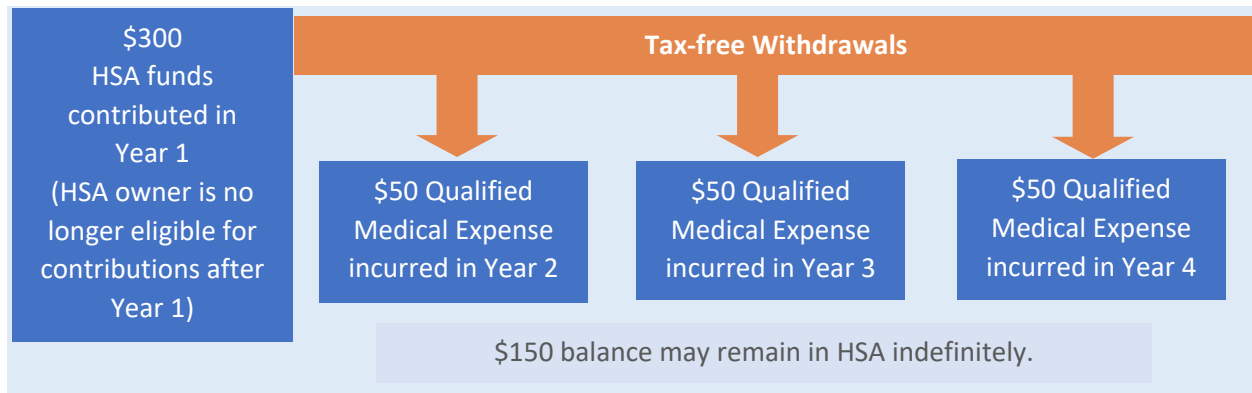 $300
HSA funds
contributed in
Year 1
(HSA owner is no
longer eligible for
contributions after
Year 1)
Tax-free Withdrawals
$50 Qualified
Medical Expense
incurred in Year 2
$50 Qualified
Medical Expense
incurred in Year 3
$50 Qualified
Medical Expense
incurred in Year 4
$150 balance may remain in HSA indefinitely.